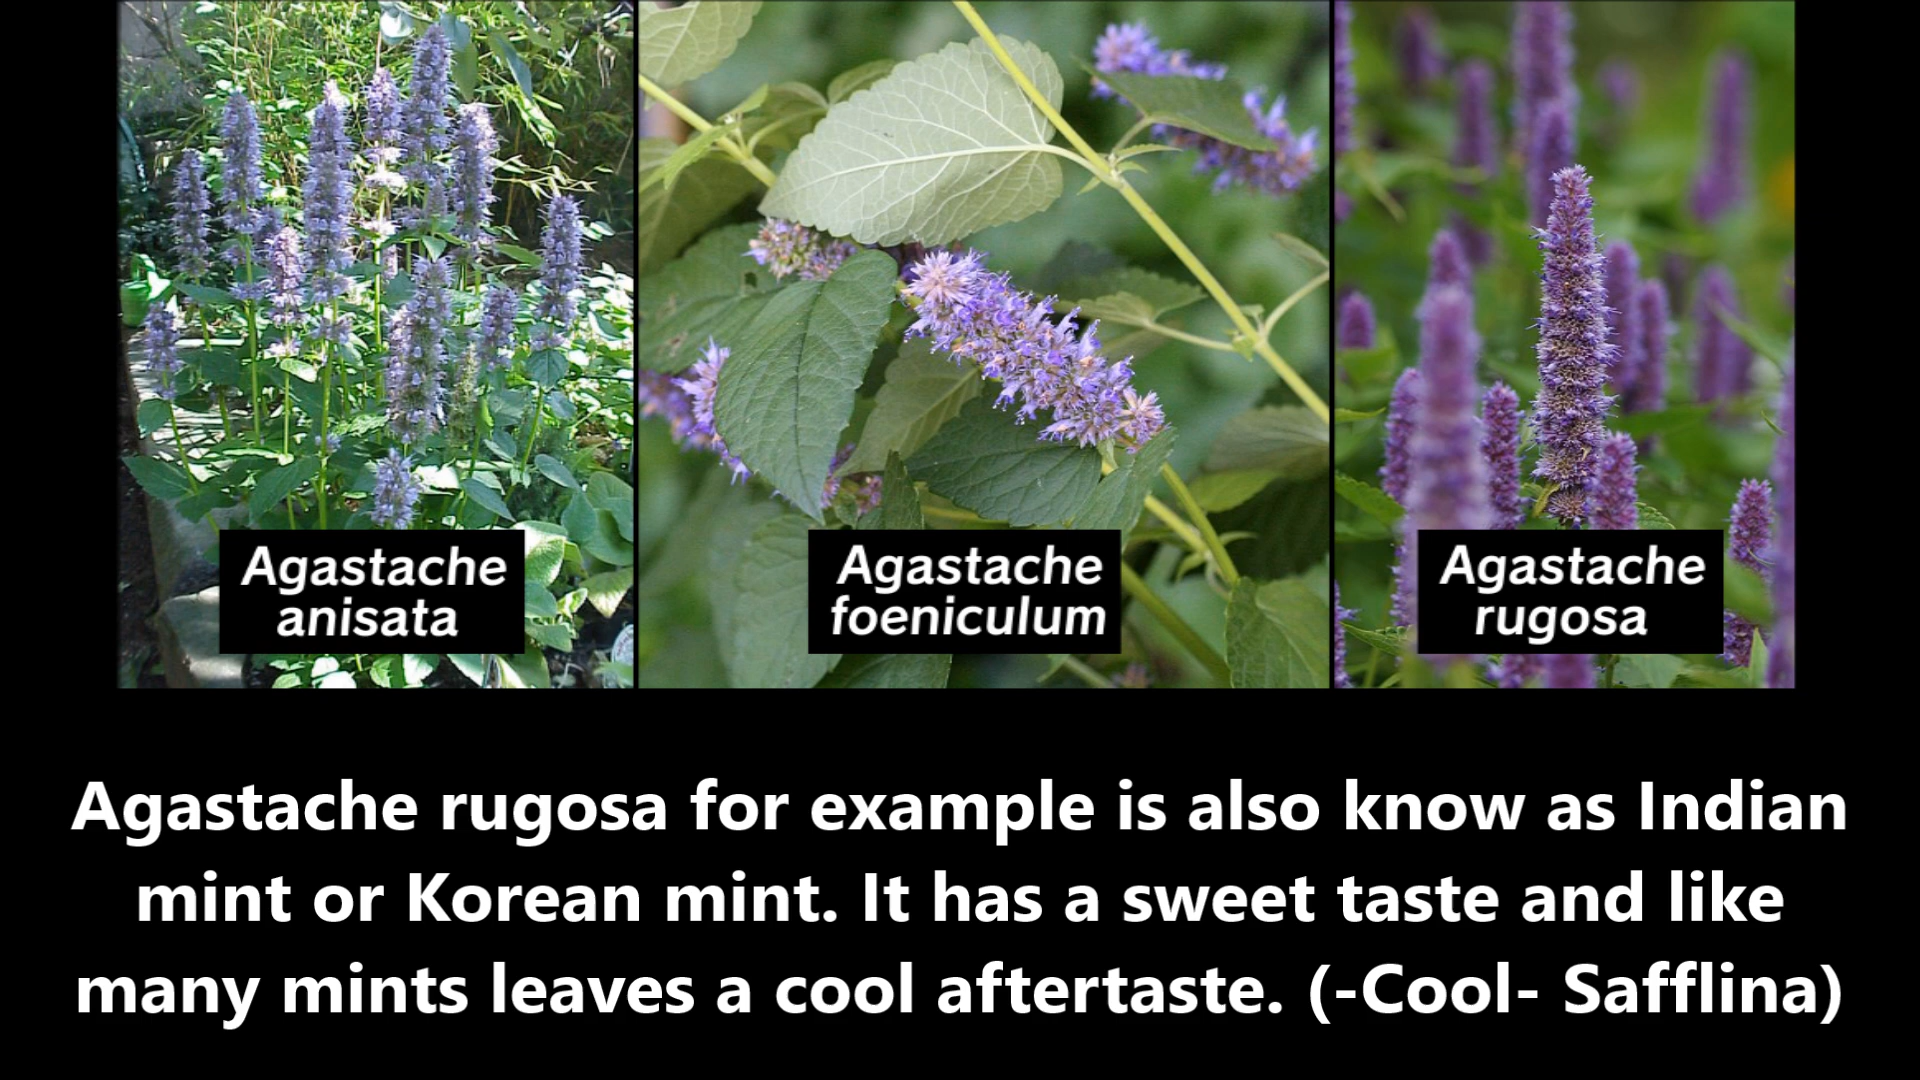 Agastache
anisata
Agastache
foeniculum
Agastache
rugosa
Agastache rugosa for example is also know as Indian
mint or Korean mint. It has a sweet taste and like
many mints leaves a cool aftertaste. (-Cool- Safflina)